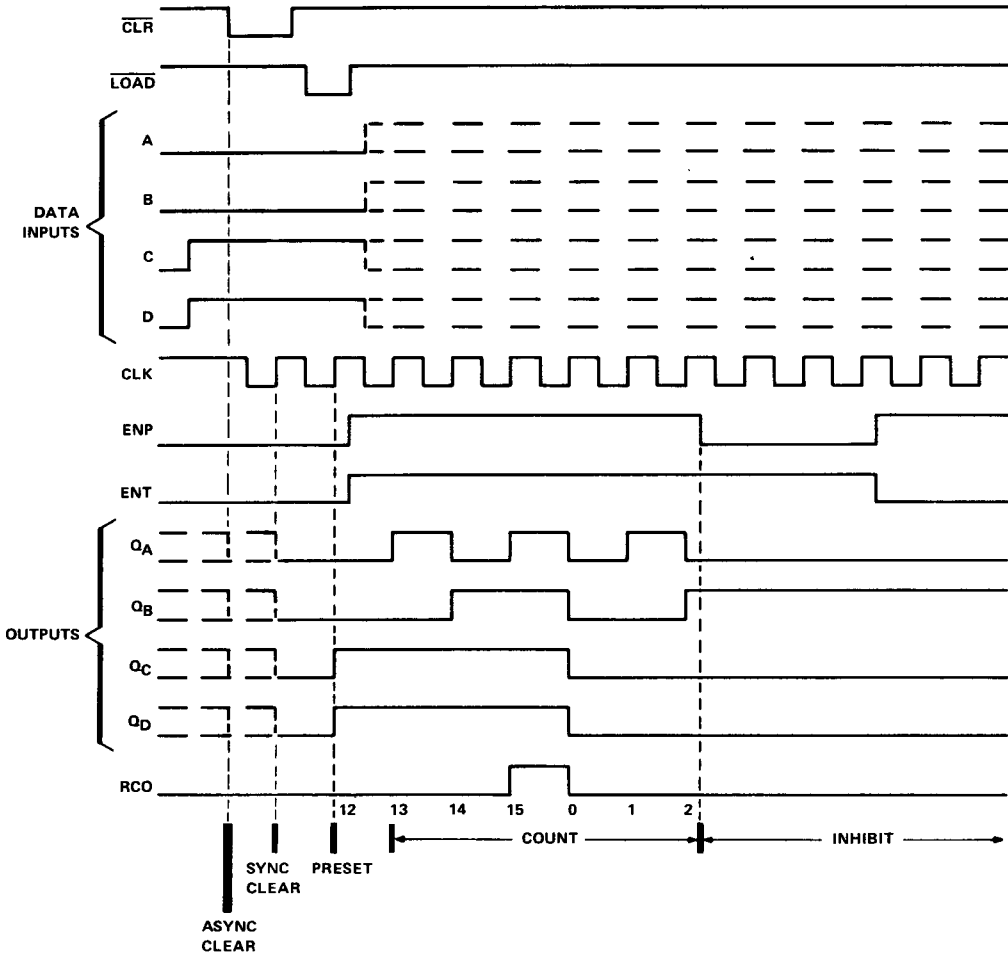 CLR
LOAD
A
B
DATA
INPUTS
C
D
CLK
ENP
ENT
QA
QB
OUTPUTS
QC
QD
RCO
12 13 14 15 0 1 2
COUNT INHIBIT
SYNC
CLEAR
PRESET
ASYNC
CLEAR